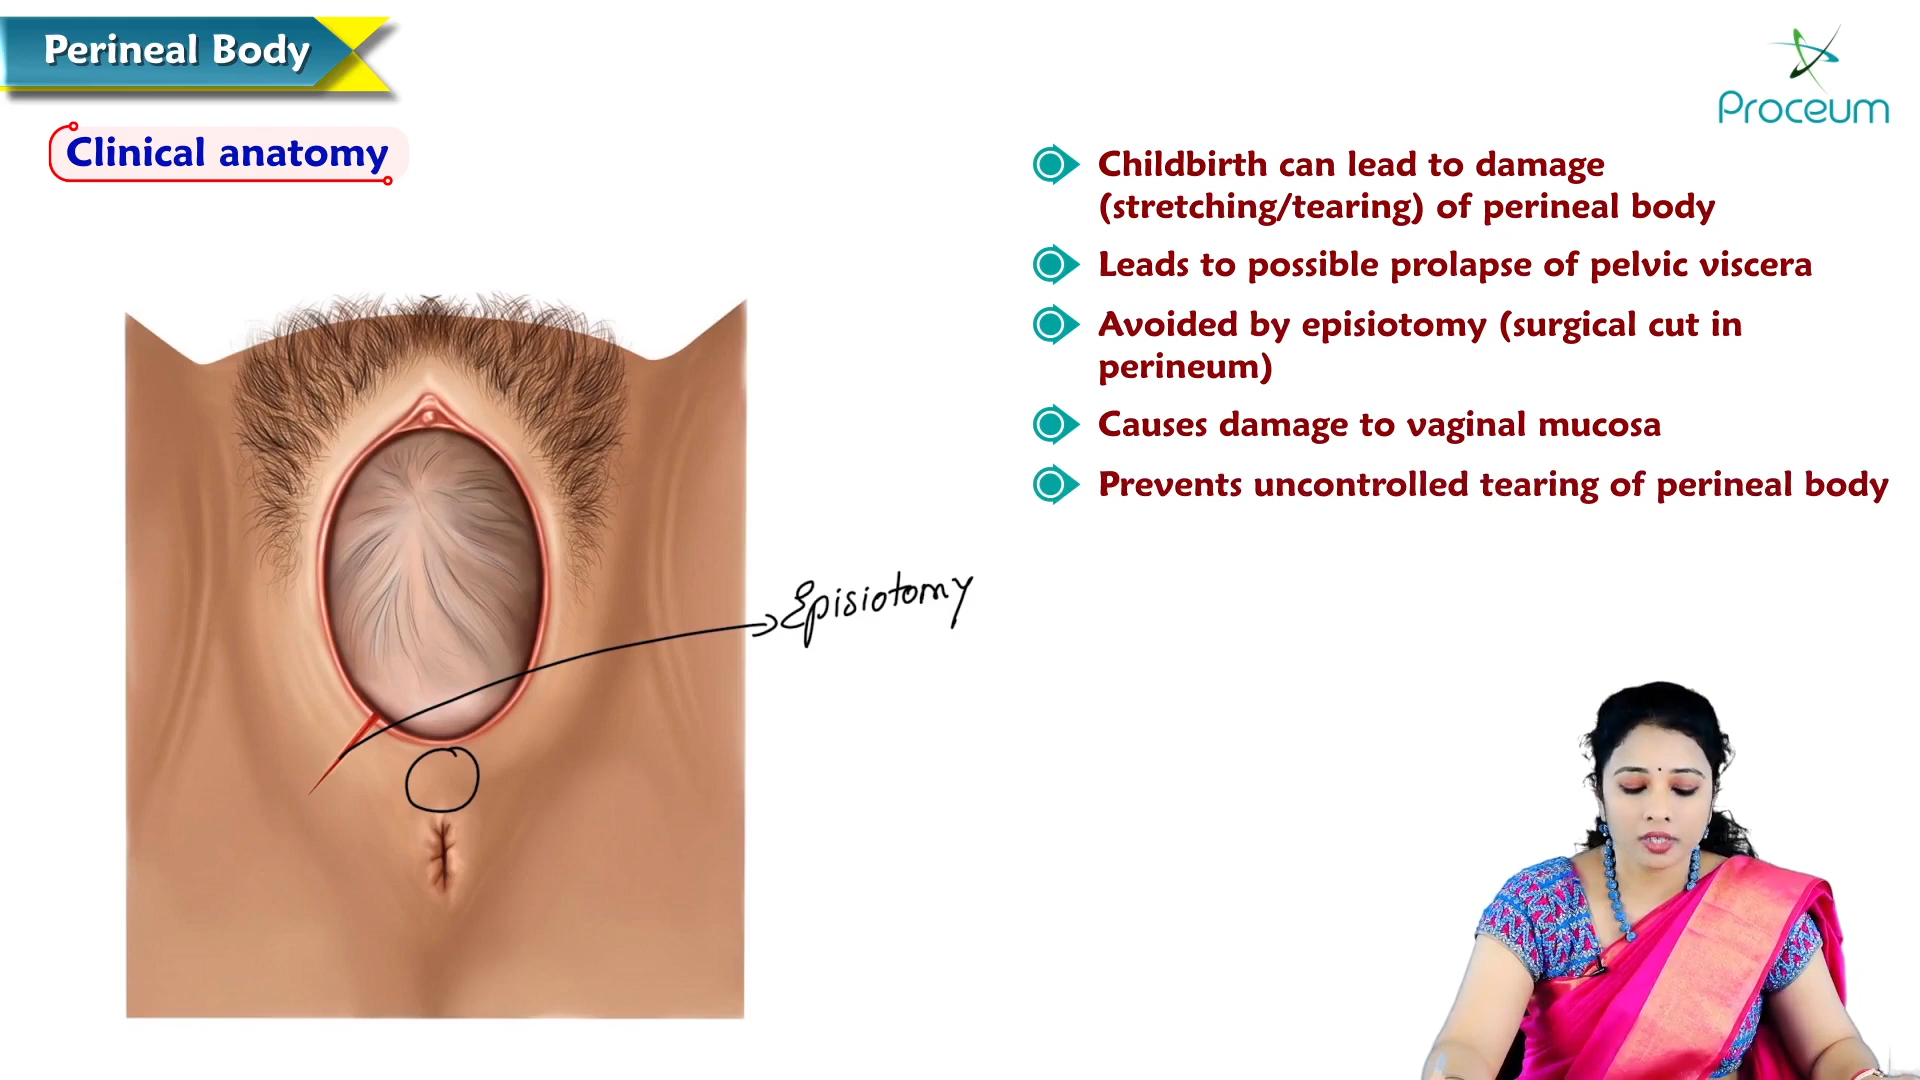 Perineal Body
Proceum
Clinical anatomy
Childbirth can lead to damage
(stretching/tearing) of perineal body
Leads to possible prolapse of pelvic viscera
Avoided by episiotomy (surgical cut in
perineum)
Causes damage to vaginal mucosa
Prevents uncontrolled tearing of perineal body
Episiotomy